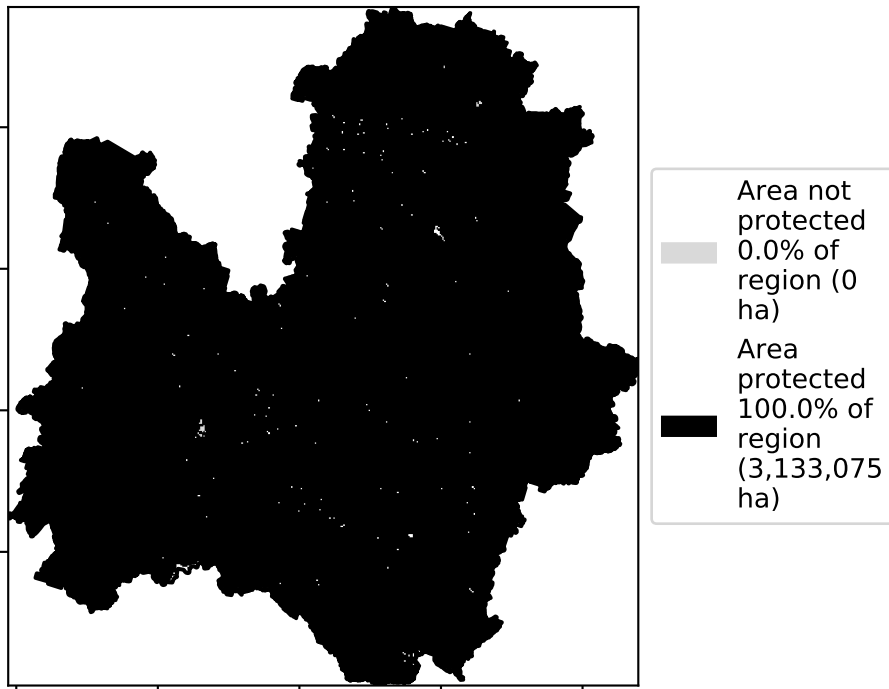 Area not
protected
0.0% of
region (0
ha)
Area
protected
100.0% of
region
(3,133,075
ha)